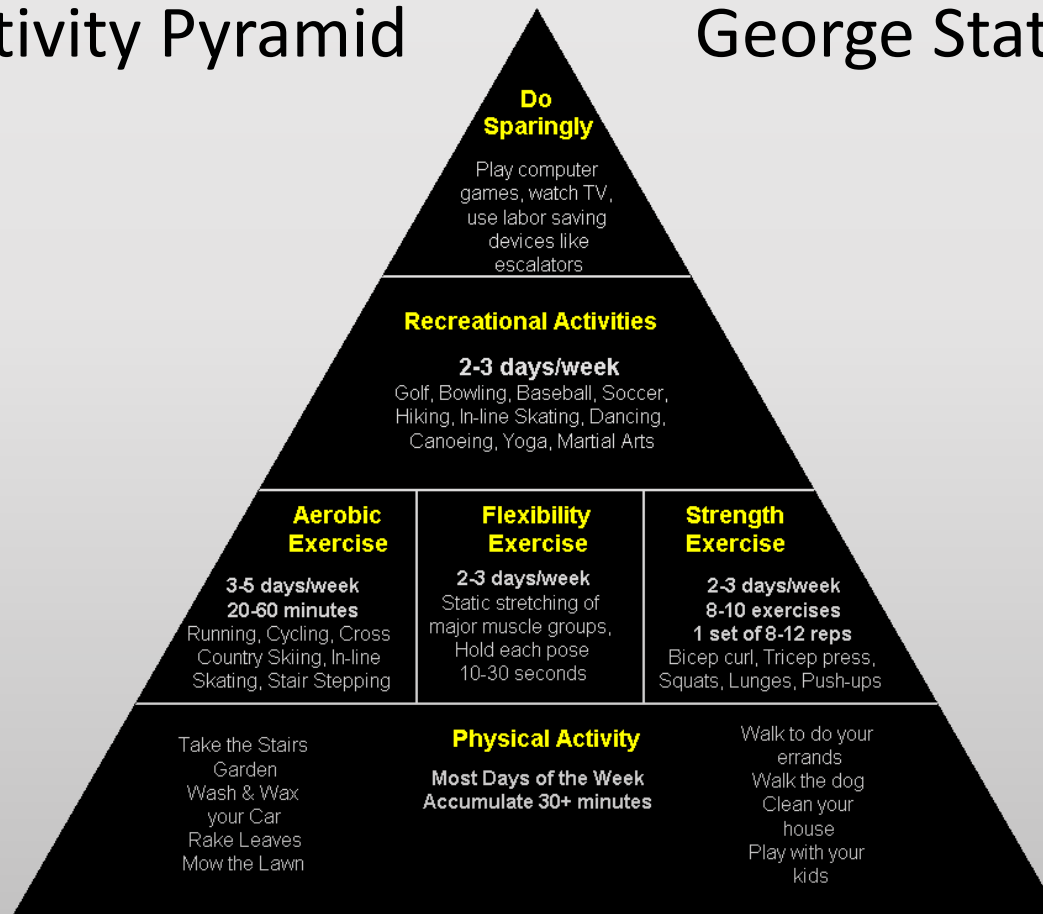 tivity Pyramid
George Stat
Do
Sparingly
Play computer
games, watch TV,
use labor saving
devices like
escalators
Recreational Activities
2-3 days/week
Golf, Bowling, Baseball, Soccer,
Hiking, In-line Skating, Dancing,
Canoeing, Yoga, Martial Arts
Aerobic
Exercise
3-5 days/week
20-60 minutes
Running, Cycling, Cross
Country Skiing, In-line
Skating, Stair Stepping
Flexibility
Exercise
2-3 days/week
Static stretching of
major muscle groups,
Hold each pose
10-30 seconds
Strength
Exercise
2-3 days/week
8-10 exercises
1 set of 8-12 reps
Bicep curl, Tricep press,
Squats, Lunges, Push-ups
Take the Stairs
Garden
Wash & Wax
your Car
Rake Leaves
Mow the Lawn
Physical Activity
Most Days of the Week
Accumulate 30+ minutes
Walk to do your
errands
Walk the dog
Clean your
house
Play with your
kids